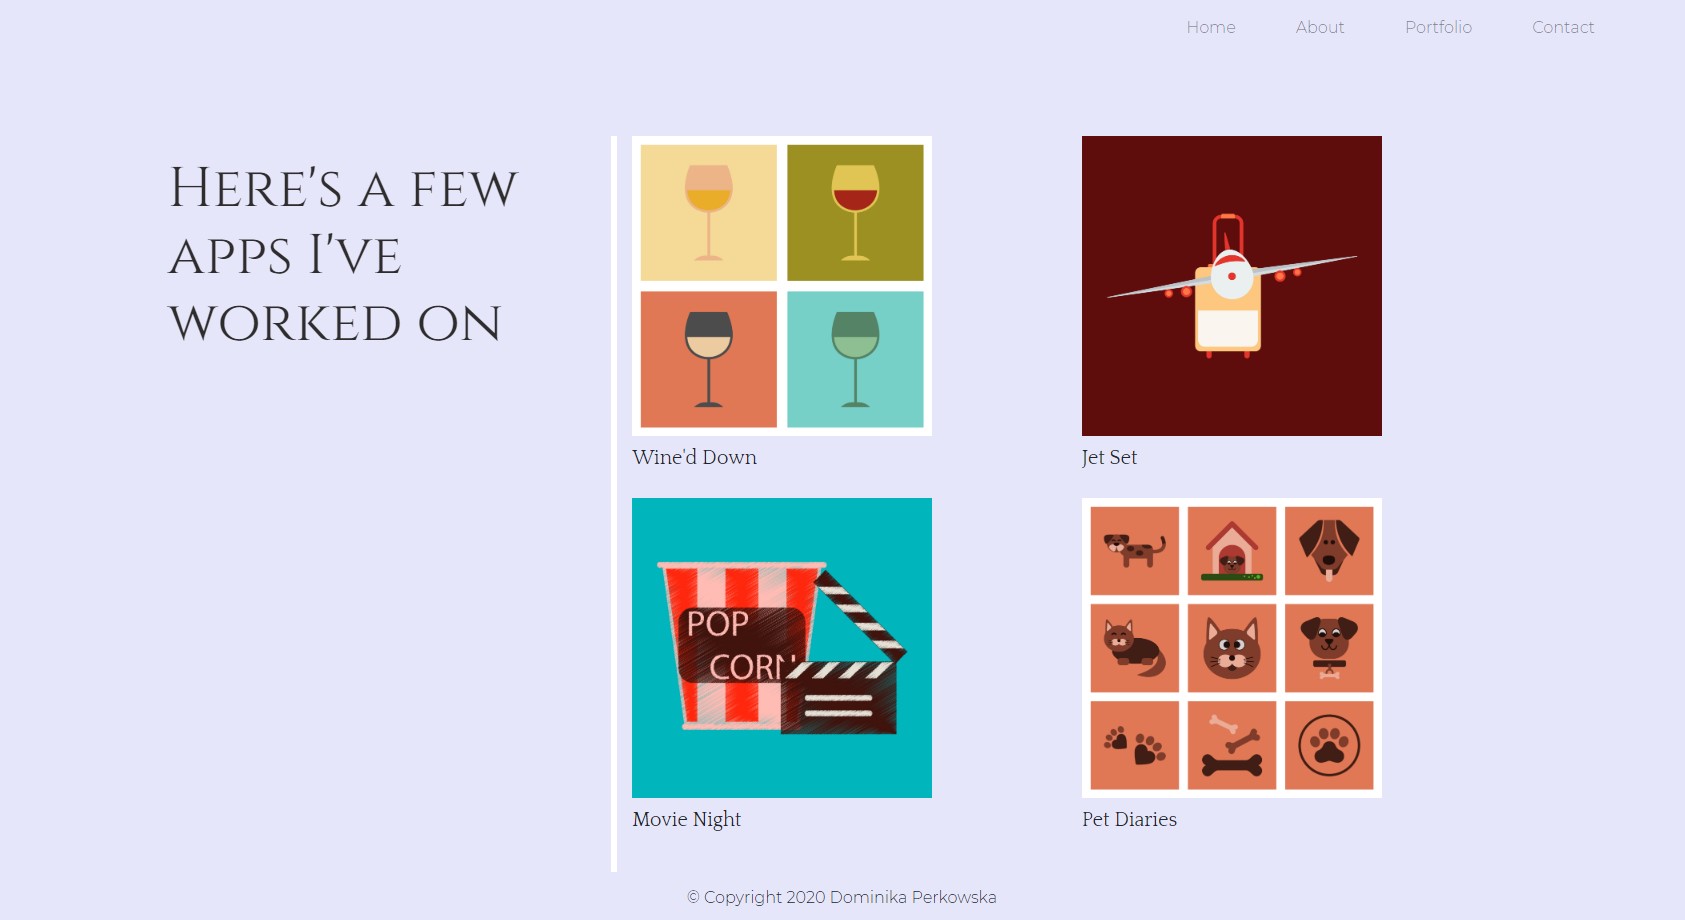 Home About Portfolio Contact
Here's a few
apps I've
worked on
Wine'd Down
Jet Set
POP
CORN
Movie Night
Pet Diaries
© Copyright 2020 Dominika Perkowska